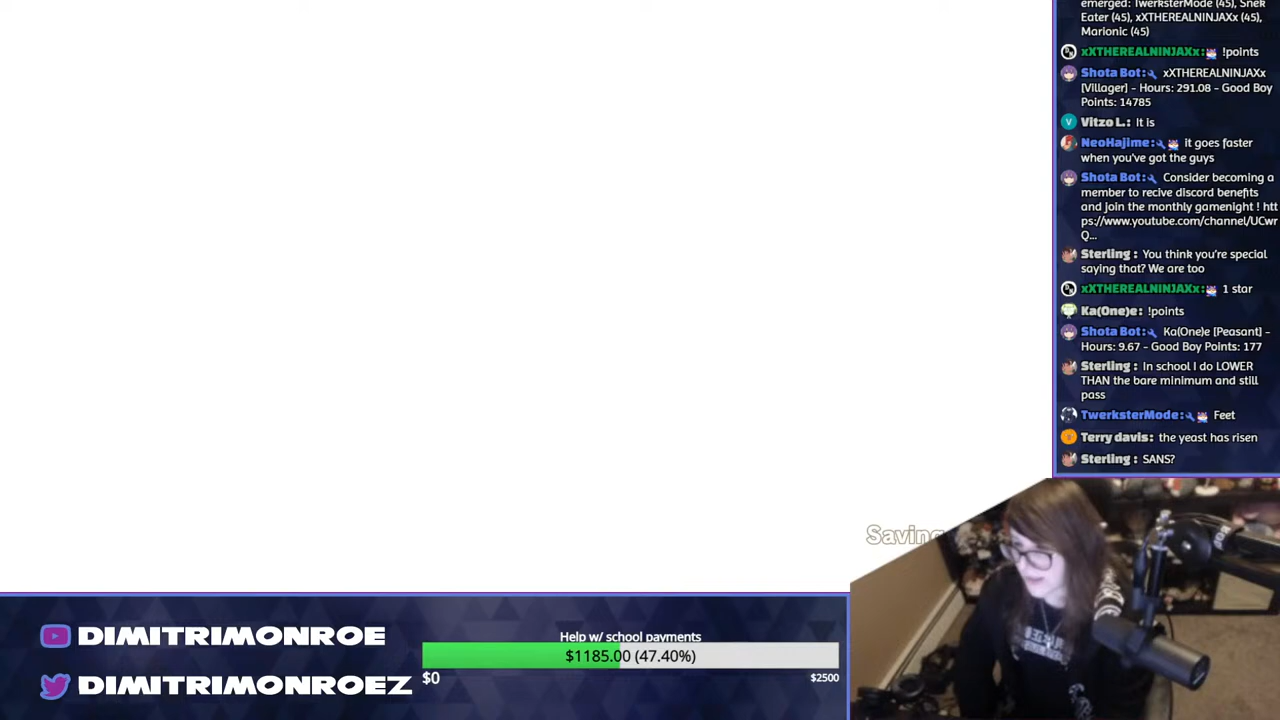 emerged: TwerksterMode (45), Snek
Eater (45), xXTHEREALNINJAXx (45),
Marionic (45)
xXTHEREALNINJAXx: !points
Shota Bot: xXTHEREALNINJAXx
[Villager] - Hours: 291.08 - Good Boy
Points: 14785
Vitzo L.: It is
NeoHajime: it goes faster
when you've got the guys
Shota Bot: Consider becoming a
member to recive discord benefits
and join the monthly gamenight ! htt
ps://www.youtube.com/channel/UCwr
Q...
Sterling : You think you're special
saying that? We are too
xXTHEREALNINJAXx: 1 star
Ka(One)e: !points
Shota Bot: Ka(One)e [Peasant] -
Hours: 9.67 - Good Boy Points: 177
Sterling : In school I do LOWER
THAN the bare minimum and still
pass
TwerksterMode: Feet
Terry davis: the yeast has risen
Sterling : SANS?
Saving
DIMITRIMONROE
DIMITRIMONROEZ
Help w/ school payments
$1185.00 (47.40%)
$0
$2500